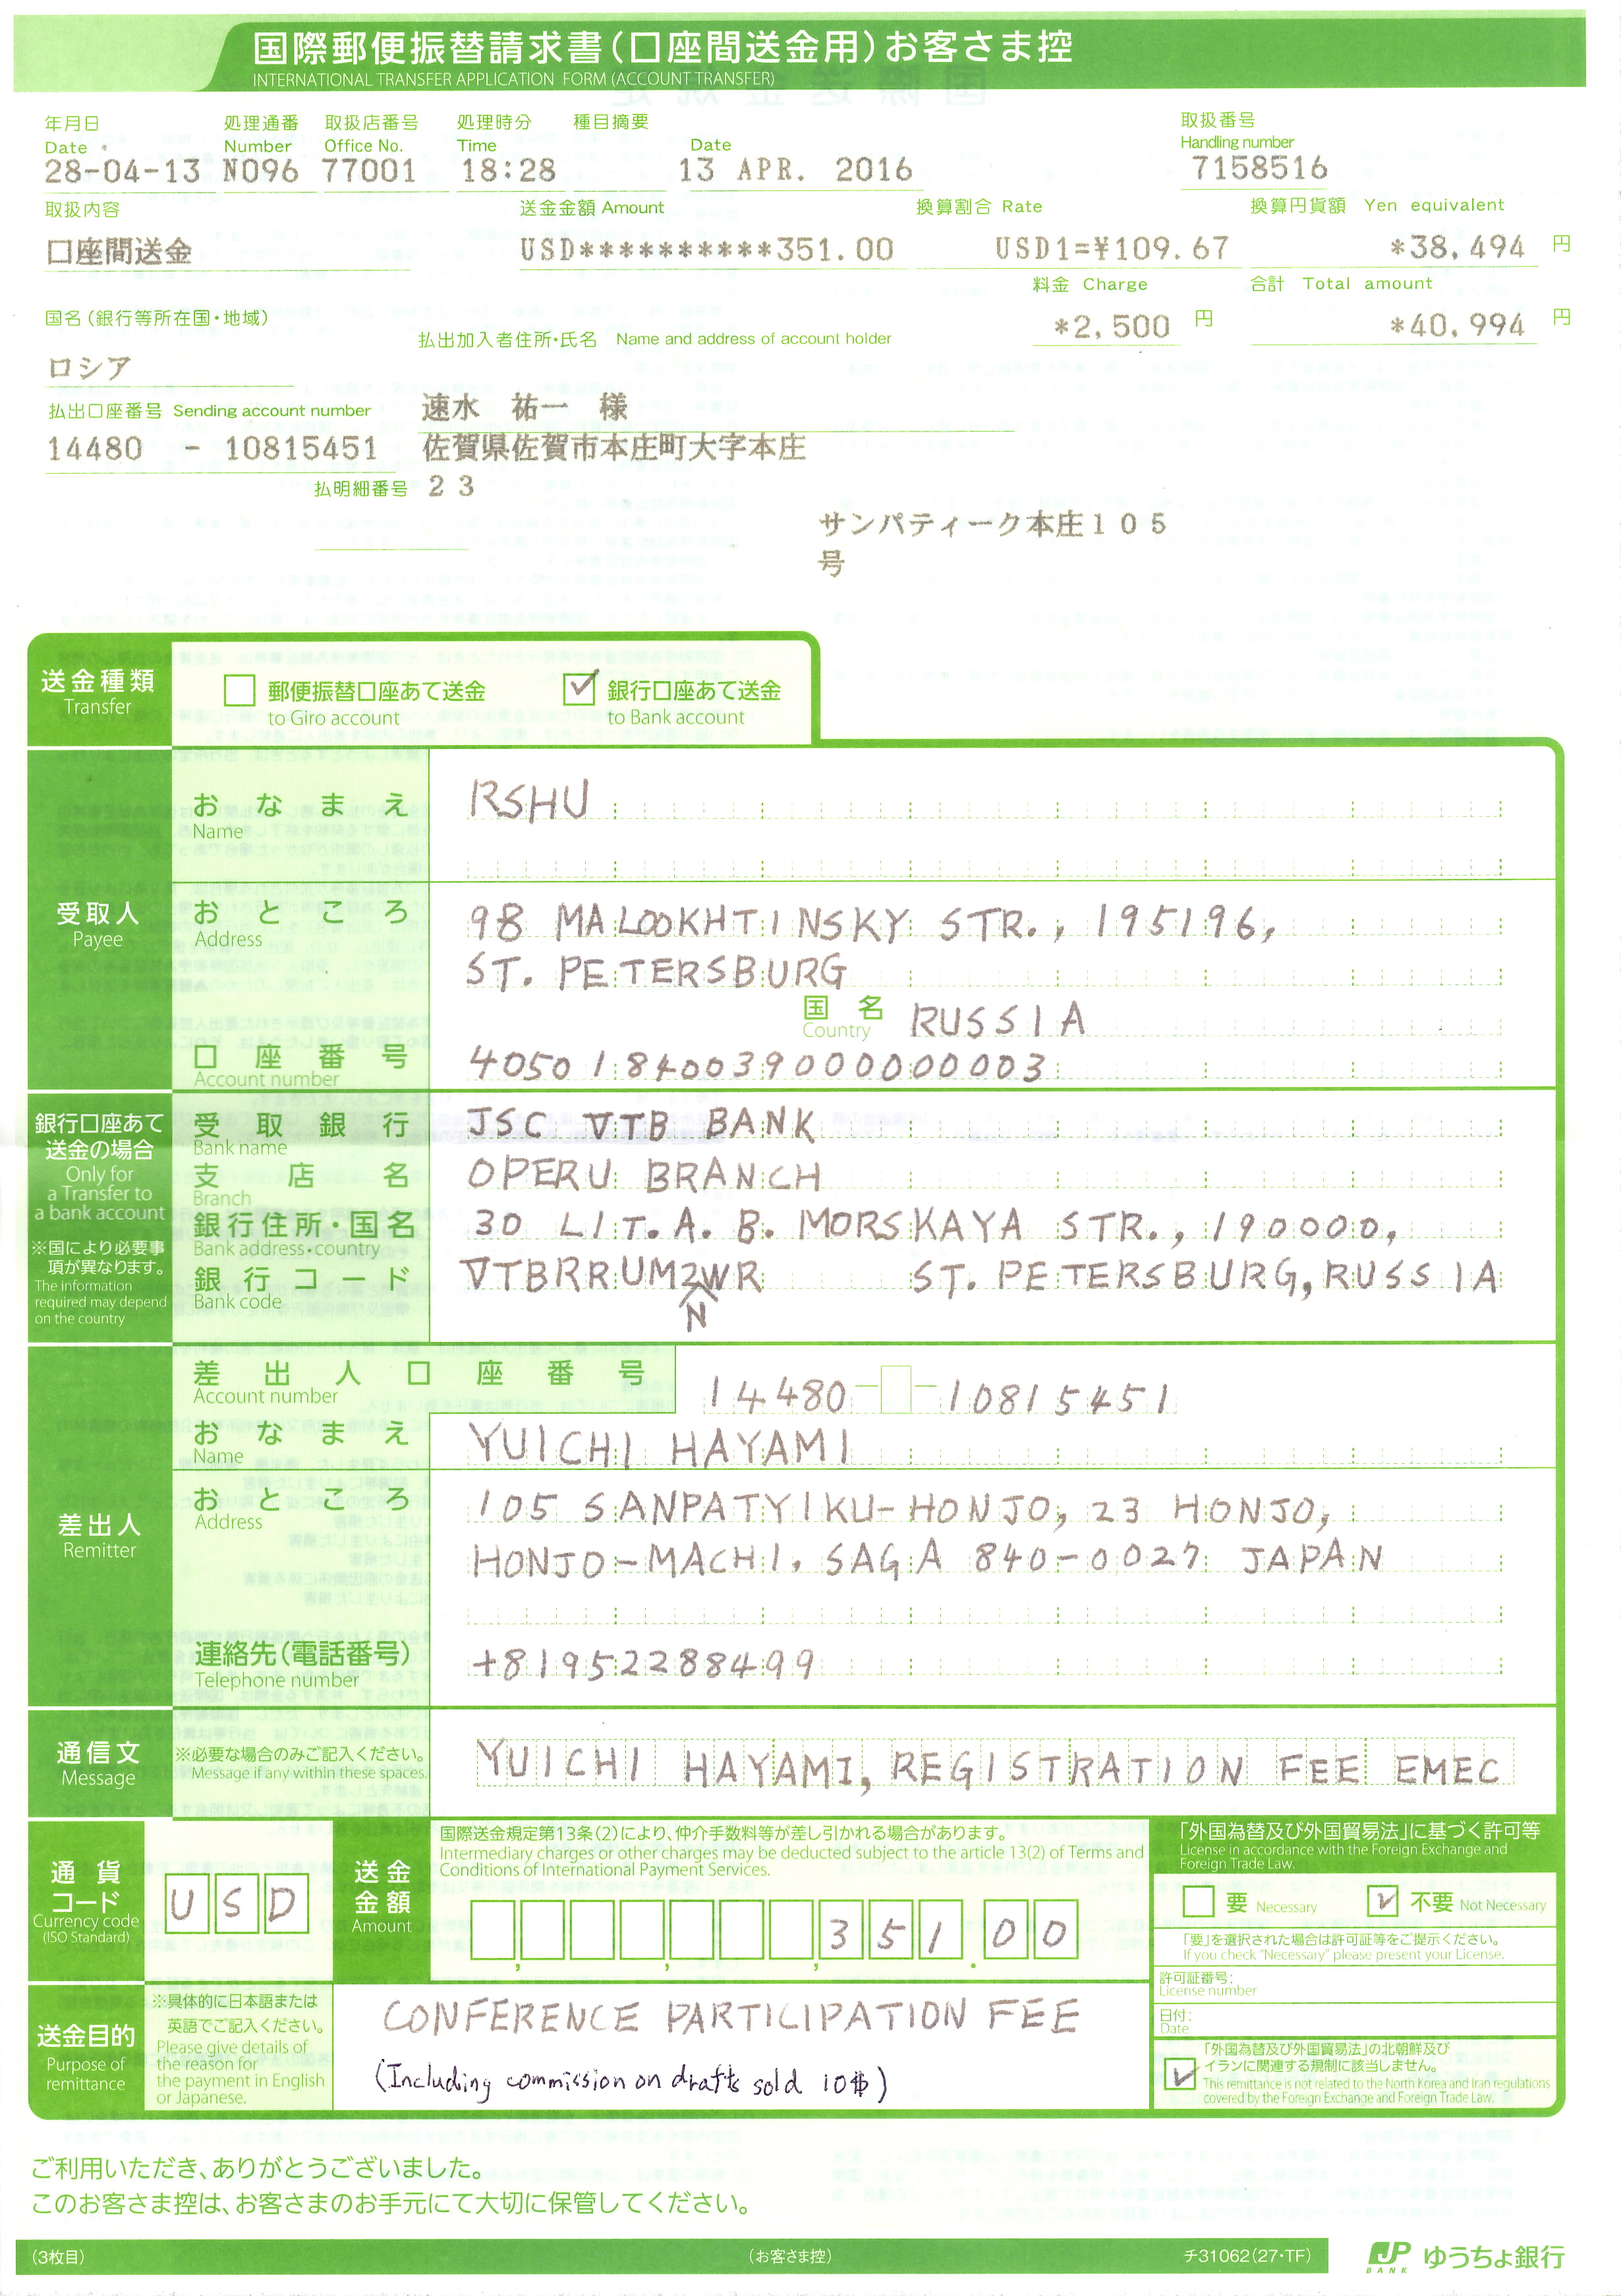 国際郵便振替請求書(口座間送金用)お客さま控
INTERNATIONAL TRANSFER APPLICATION FORM (ACCOUNT TRANSFER)
年月日 処理通番 取扱店番号 処理時分 種目摘要 取扱番号
Date Number Office No. Time Date Handling number
28-04-13 N096 77001 18:28 13 APR. 2016 7158516
取扱内容 送金金額 Amount 換算割合 Rate 換算円貨額 Yen equivalent
口座間送金 USD**********351.00 USD1=¥109.67 *38,494 円
料金 Charge 合計 Total amount
*2,500 円 *40,994 円
国名(銀行等所在国・地域) 払出加入者住所・氏名 Name and address of account holder
ロシア
払出口座番号 Sending account number 速水 祐一 様
14480 - 10815451 佐賀県佐賀市本庄町大字本庄
払明細番号 23
サンパティーク本庄105
号
送金種類
Transfer
郵便振替口座あて送金
to Giro account
銀行口座あて送金
to Bank account
受取人
Payee
おなまえ
Name
RSHU
おところ
Address
98 MALOOKHTINSKY STR., 195196,
ST. PETERSBURG
国名
Country
RUSSIA
口座番号
Account number
40501840039000000003
銀行口座あて
送金の場合
Only for
a Transfer to
a bank account
※国により必要事
項が異なります。
The information
required may depend
on the country
受取銀行
Bank name
JSC VTB BANK
支店名
Branch
OPERU BRANCH
銀行住所・国名
Bank address・country
30 LIT. A. B. MORSKAYA STR., 190000,
銀行コード
Bank code
VTBRRUM2WR ST. PETERSBURG, RUSSIA
N
差出人
Remitter
差出人口座番号
Account number
14480 - - 10815451
おなまえ
Name
YUICHI HAYAMI
おところ
Address
105 SANPATYIKU-HONJO, 23 HONJO,
HONJO-MACHI, SAGA 840-0027 JAPAN
連絡先(電話番号)
Telephone number
+81952288499
通信文
Message
※必要な場合のみご記入ください。
Message if any within these spaces.
YUICHI HAYAMI, REGISTRATION FEE EMEC
通貨
コード
Currency code
(ISO Standard)
USD
送金
金額
Amount
国際送金規定第13条(2)により、仲介手数料等が差し引かれる場合があります。
Intermediary charges or other charges may be deducted subject to the article 13(2) of Terms and
Conditions of International Payment Services.
351.00
「外国為替及び外国貿易法」に基づく許可等
License in accordance with the Foreign Exchange and
Foreign Trade Law.
要 Necessary 不要 Not Necessary
「要」を選択された場合は許可証等をご提示ください。
If you check "Necessary" please present your License.
許可証番号:
License number
日付:
Date
「外国為替及び外国貿易法」の北朝鮮及び
イランに関連する規制に該当しません。
This remittance is not related to the North Korea and Iran regulations
covered by the Foreign Exchange and Foreign Trade Law.
送金目的
Purpose of
remittance
※具体的に日本語または
英語でご記入ください。
Please give details of
the reason for
the payment in English
or Japanese.
CONFERENCE PARTICIPATION FEE
(Including commission on drafts sold 10$)
ご利用いただき、ありがとうございました。
このお客さま控は、お客さまのお手元にて大切に保管してください。
(3枚目) (お客さま控) チ31062(27・TF)
JP BANK ゆうちょ銀行